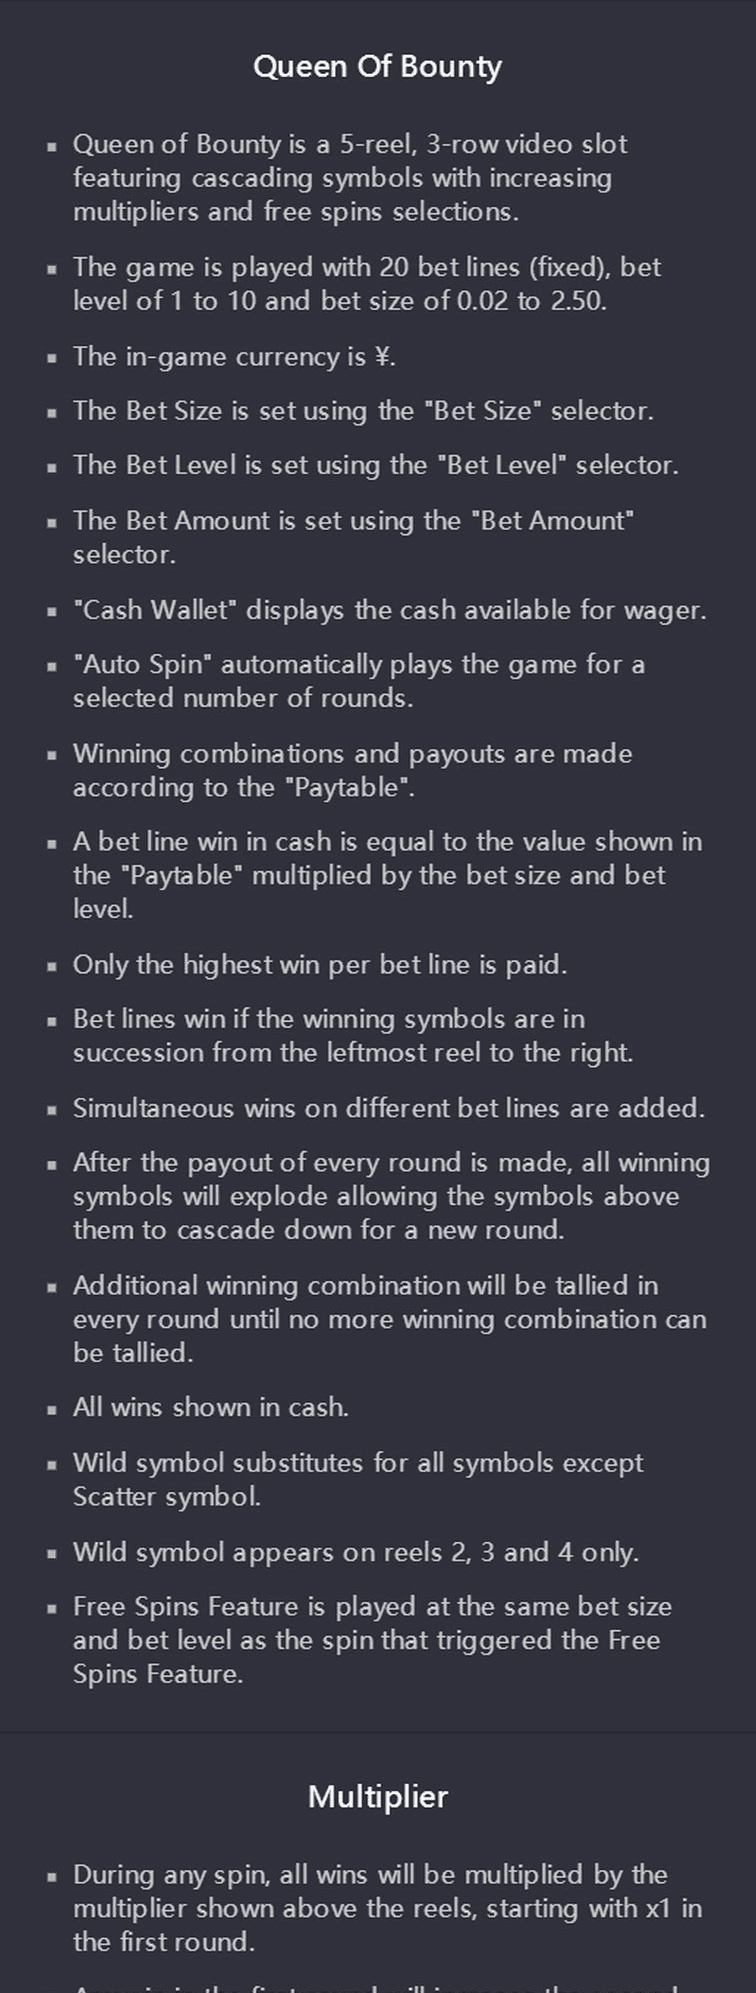 Queen Of Bounty
▪ Queen of Bounty is a 5-reel, 3-row video slot
featuring cascading symbols with increasing
multipliers and free spins selections.
▪ The game is played with 20 bet lines (fixed), bet
level of 1 to 10 and bet size of 0.02 to 2.50.
▪ The in-game currency is ¥.
▪ The Bet Size is set using the "Bet Size" selector.
▪ The Bet Level is set using the "Bet Level" selector.
▪ The Bet Amount is set using the "Bet Amount"
selector.
▪ "Cash Wallet" displays the cash available for wager.
▪ "Auto Spin" automatically plays the game for a
selected number of rounds.
▪ Winning combinations and payouts are made
according to the "Paytable".
▪ A bet line win in cash is equal to the value shown in
the "Paytable" multiplied by the bet size and bet
level.
▪ Only the highest win per bet line is paid.
▪ Bet lines win if the winning symbols are in
succession from the leftmost reel to the right.
▪ Simultaneous wins on different bet lines are added.
▪ After the payout of every round is made, all winning
symbols will explode allowing the symbols above
them to cascade down for a new round.
▪ Additional winning combination will be tallied in
every round until no more winning combination can
be tallied.
▪ All wins shown in cash.
▪ Wild symbol substitutes for all symbols except
Scatter symbol.
▪ Wild symbol appears on reels 2, 3 and 4 only.
▪ Free Spins Feature is played at the same bet size
and bet level as the spin that triggered the Free
Spins Feature.
Multiplier
▪ During any spin, all wins will be multiplied by the
multiplier shown above the reels, starting with x1 in
the first round.